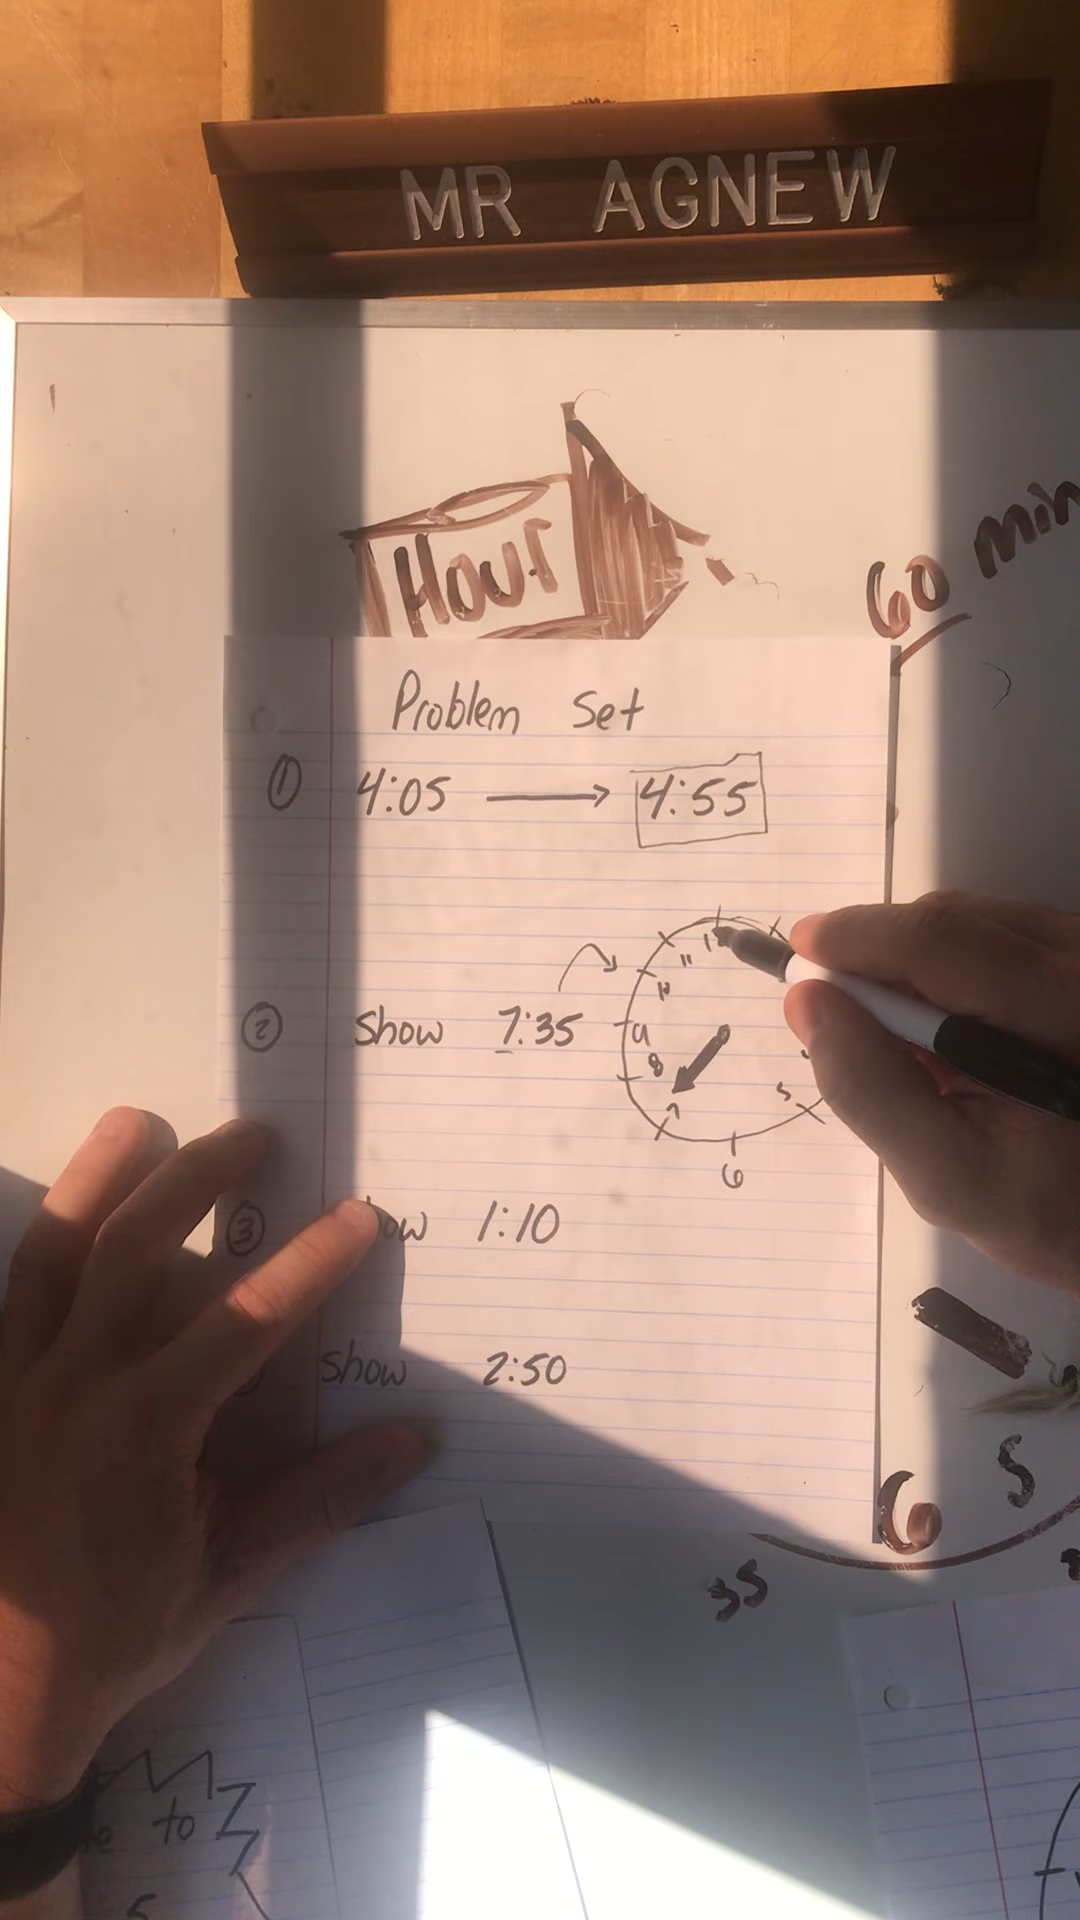 MR AGNEW
Hour
60 min
Problem Set
① 4:05 → 4:55
② Show 7:35
11
10
9
8
7
6
5
③ 1:10
Show 2:50
6 5
35
to
5